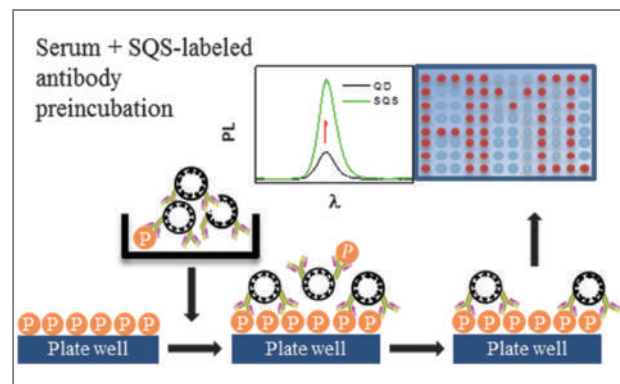 Serum + SQS-labeled
antibody
preincubation
QD
SQS
PL
λ
P
P
P P P P P P
P P P P P P
P P P P P P
Plate well
Plate well
Plate well